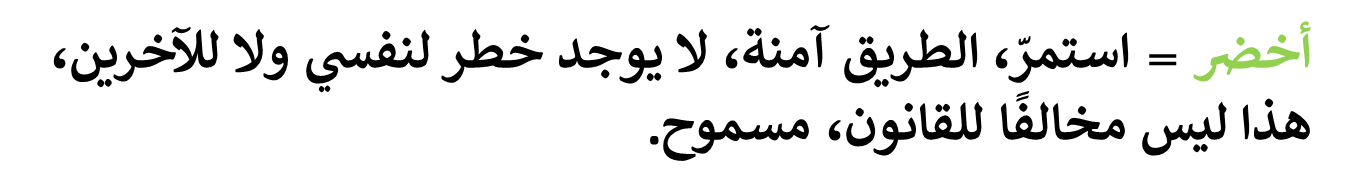 أخضر = استمرّ، الطريق آمنة، لا يوجد خطر لنفسي ولا للآخرين،
هذا ليس مخالفًا للقانون، مسموح.